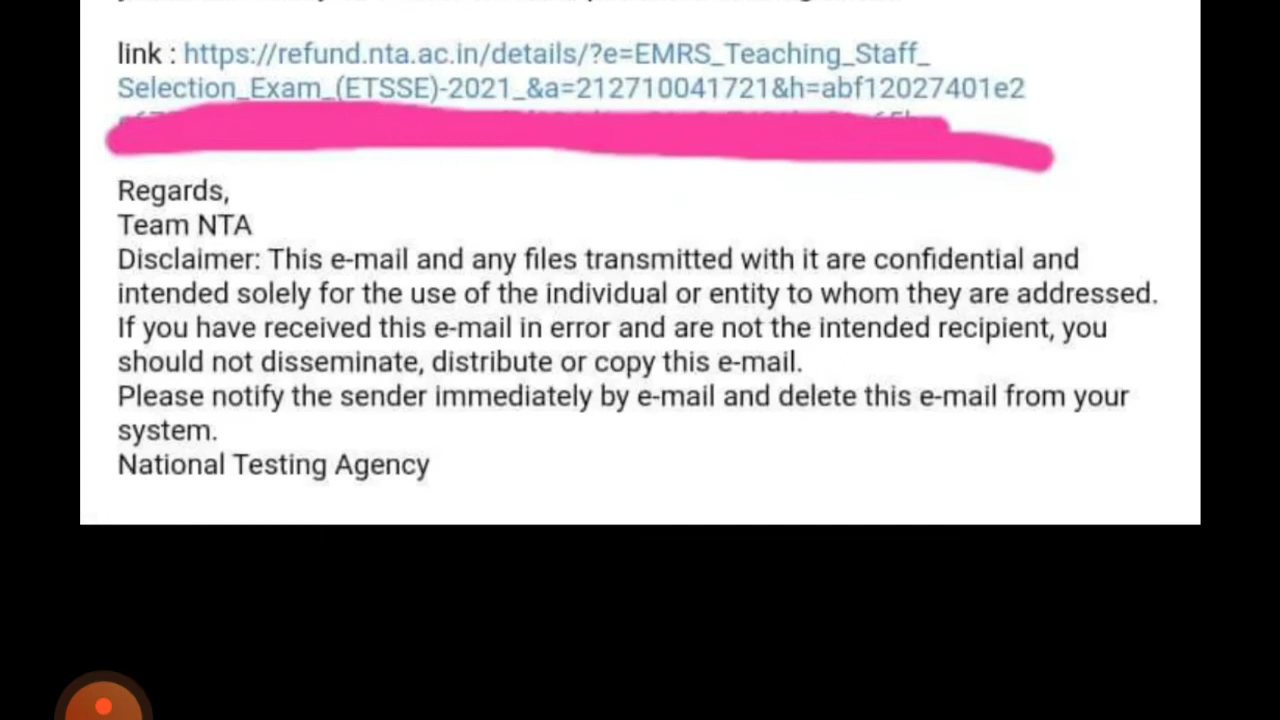 link : https://refund.nta.ac.in/details/?e=EMRS_Teaching_Staff_
Selection_Exam_(ETSSE)-2021_&a=212710041721&h=abf12027401e2
Regards,
Team NTA
Disclaimer: This e-mail and any files transmitted with it are confidential and
intended solely for the use of the individual or entity to whom they are addressed.
If you have received this e-mail in error and are not the intended recipient, you
should not disseminate, distribute or copy this e-mail.
Please notify the sender immediately by e-mail and delete this e-mail from your
system.
National Testing Agency